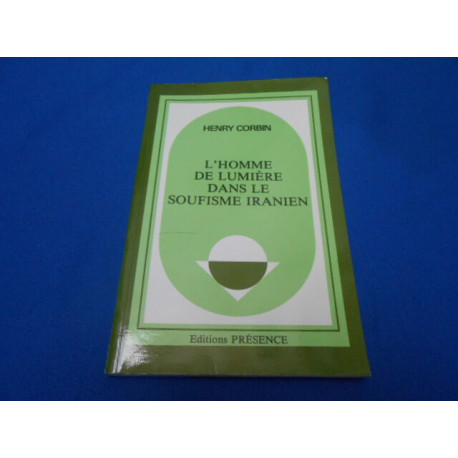 HENRY CORBIN
L'HOMME
DE LUMIÈRE
DANS LE
SOUFISME IRANIEN
Editions PRÉSENCE